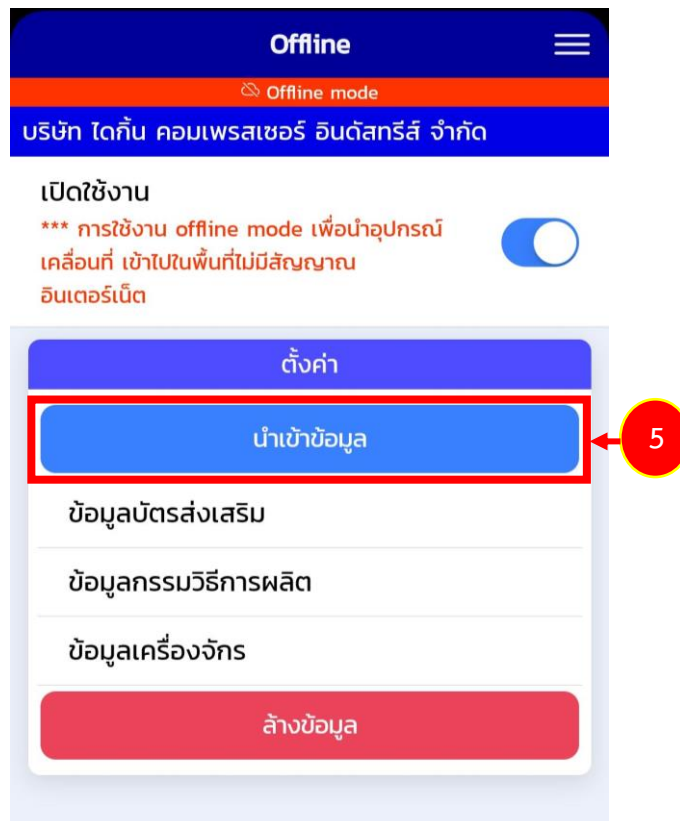 Offline
Offline mode
บริษัท ไดกิ้น คอมเพรสเซอร์ อินดัสทรีส์ จำกัด
เปิดใช้งาน
*** การใช้งาน offline mode เพื่อนำอุปกรณ์
เคลื่อนที่ เข้าไปในพื้นที่ไม่มีสัญญาณ
อินเตอร์เน็ต
ตั้งค่า
นำเข้าข้อมูล
5
ข้อมูลบัตรส่งเสริม
ข้อมูลกรรมวิธีการผลิต
ข้อมูลเครื่องจักร
ล้างข้อมูล